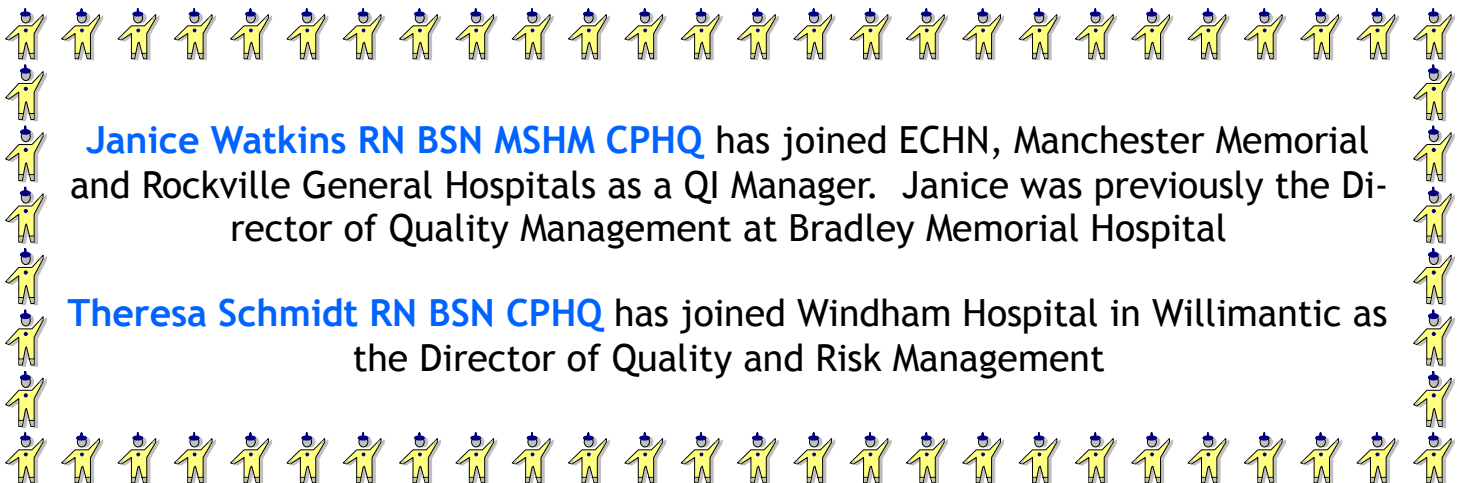 Janice Watkins RN BSN MSHM CPHQ has joined ECHN, Manchester Memorial
and Rockville General Hospitals as a QI Manager.  Janice was previously the Di-
rector of Quality Management at Bradley Memorial Hospital
Theresa Schmidt RN BSN CPHQ has joined Windham Hospital in Willimantic as
the Director of Quality and Risk Management